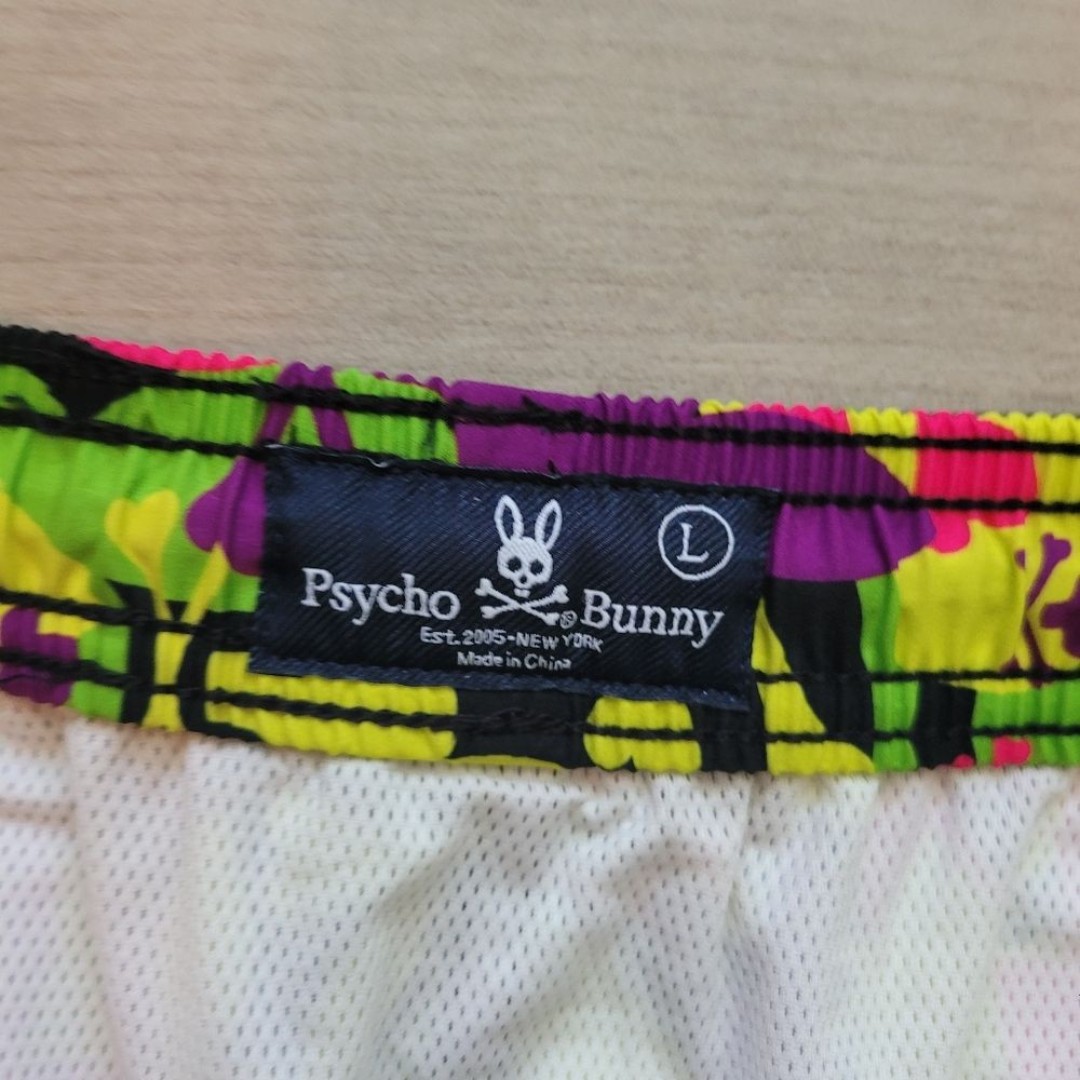 L
Psycho Bunny
Est. 2005-NEW YORK
Made in China